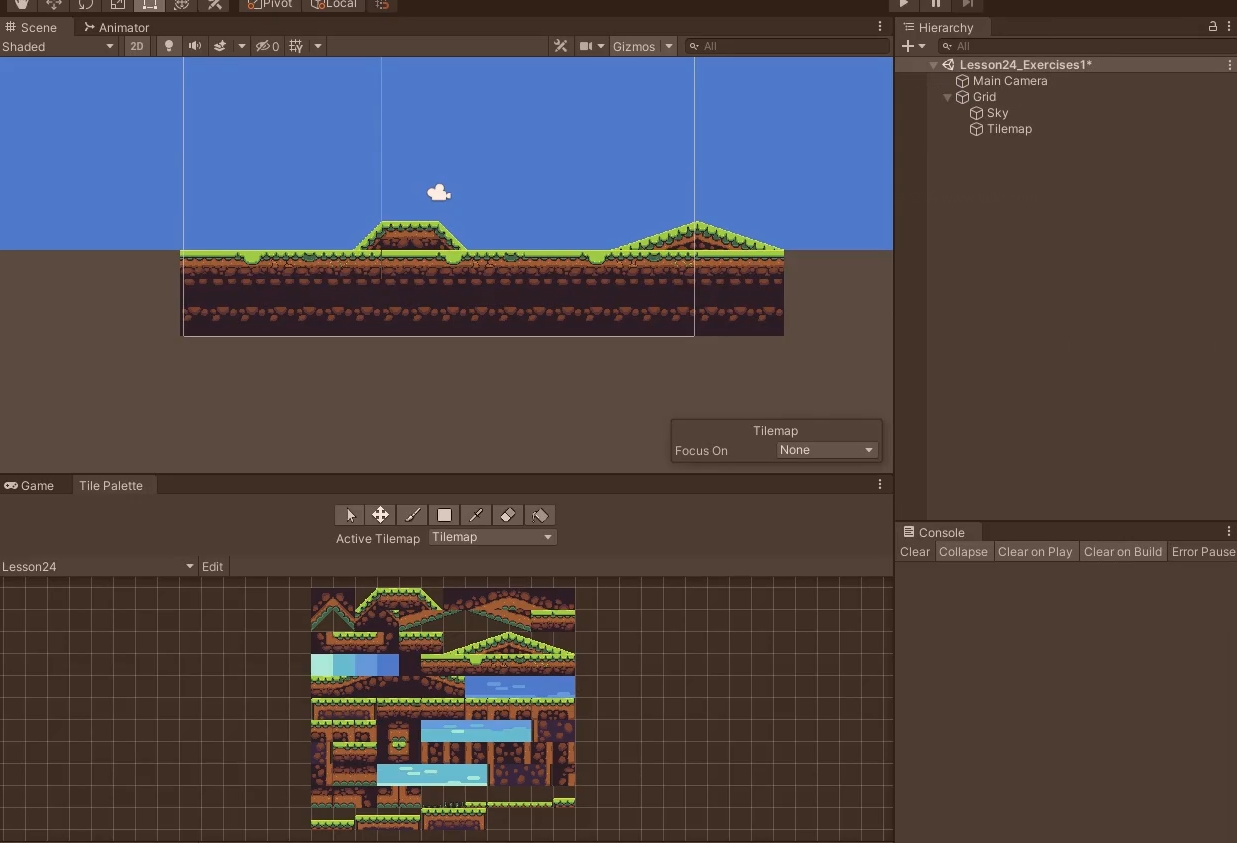 Pivot Local
Scene Animator
Shaded 2D 0 Gizmos All
Tilemap
Focus On None
Game Tile Palette
Active Tilemap Tilemap
Lesson24 Edit
Hierarchy
All
Lesson24_Exercises1*
Main Camera
Grid
Sky
Tilemap
Console
Clear Collapse Clear on Play Clear on Build Error Pause